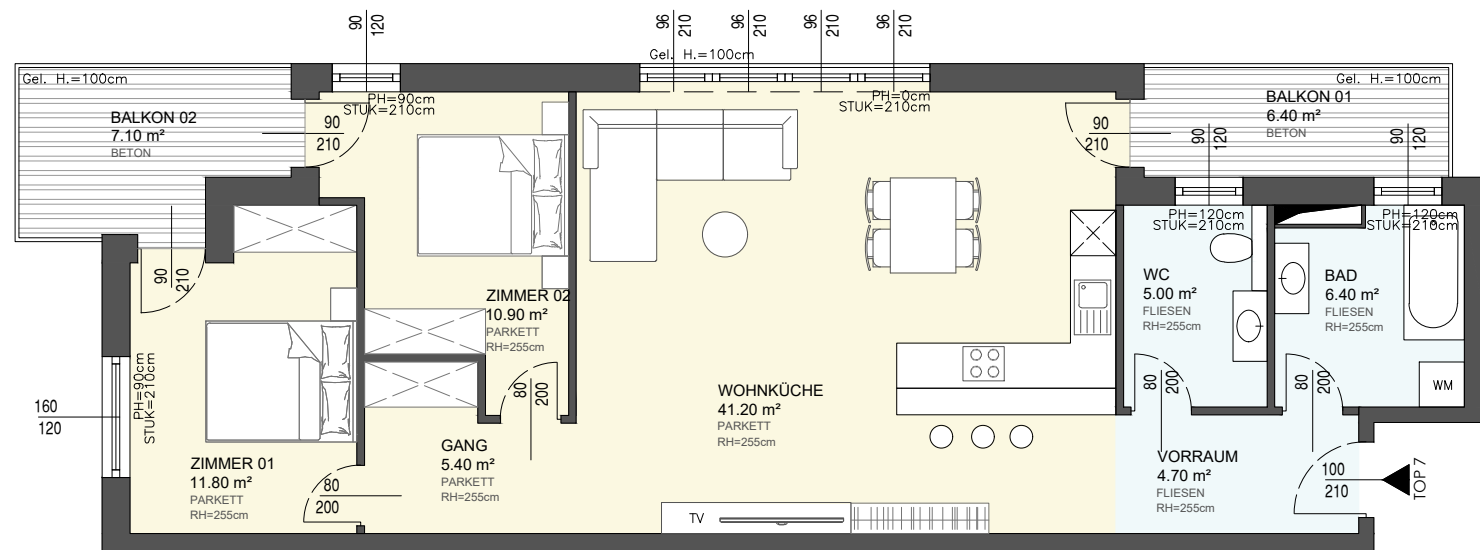 90
120
96
210
96
210
96
210
96
210
Gel. H.=100cm
Gel. H.=100cm
Gel. H.=100cm
PH=90cm
STUK=210cm
PH=0cm
STUK=210cm
BALKON 02
7.10 m²
BETON
90
210
90
210
BALKON 01
6.40 m²
BETON
90
120
90
120
PH=120cm
STUK=210cm
PH=120cm
STUK=210cm
90
210
ZIMMER 02
10.90 m²
PARKETT
RH=255cm
WC
5.00 m²
FLIESEN
RH=255cm
BAD
6.40 m²
FLIESEN
RH=255cm
WM
160
120
PH=90cm
STUK=210cm
80
200
80
200
80
200
WOHNKÜCHE
41.20 m²
PARKETT
RH=255cm
GANG
5.40 m²
PARKETT
RH=255cm
ZIMMER 01
11.80 m²
PARKETT
RH=255cm
80
200
TV
VORRAUM
4.70 m²
FLIESEN
RH=255cm
100
210
TOP 7